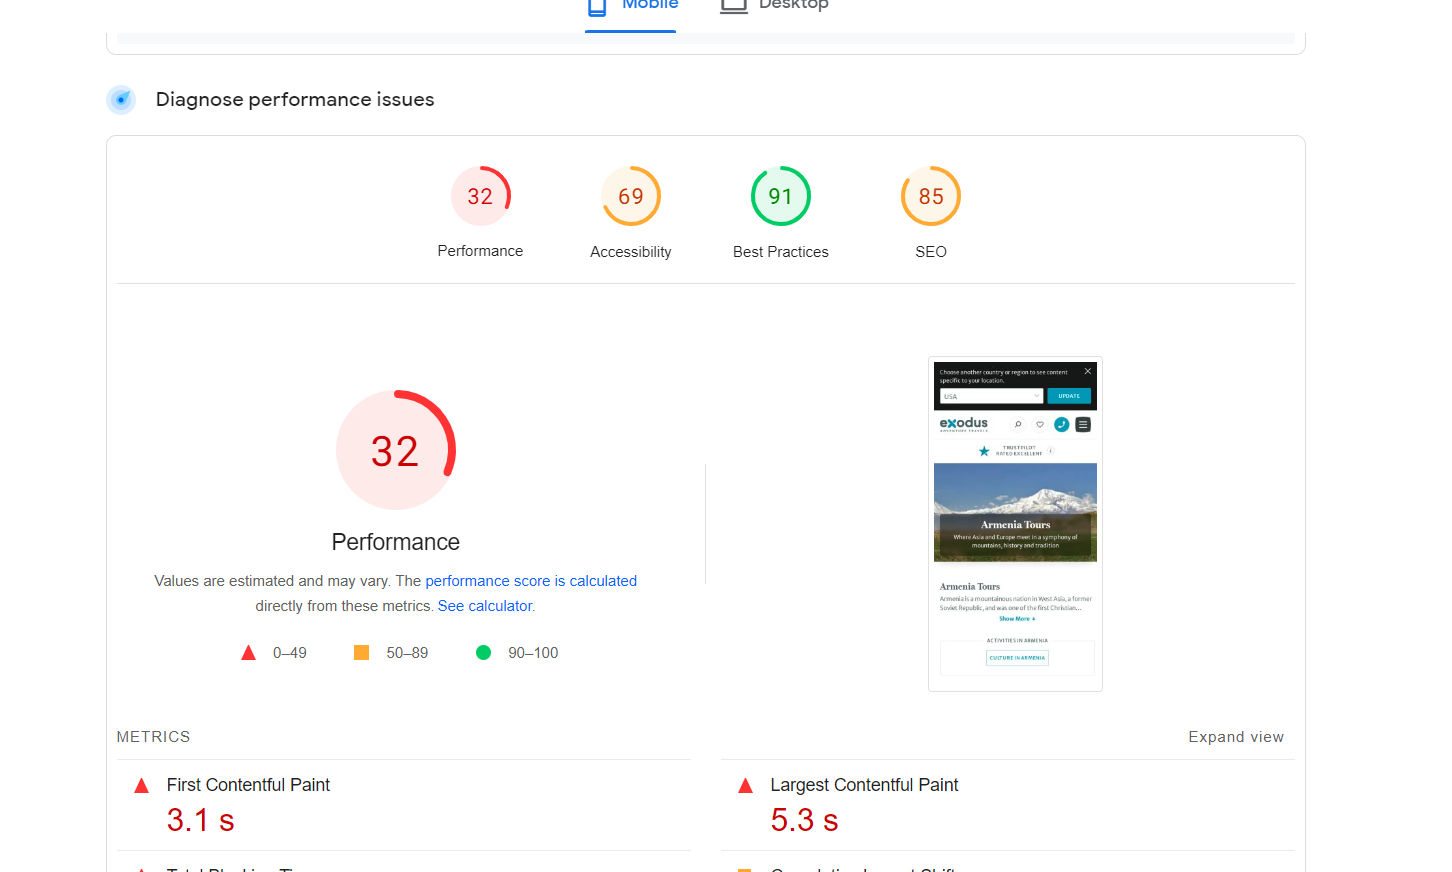 Mobile
Desktop
Diagnose performance issues
32
69
91
85
Performance
Accessibility
Best Practices
SEO
32
Performance
Values are estimated and may vary. The performance score is calculated
directly from these metrics. See calculator.
0–49
50–89
90–100
Choose another country or region to see content
specific to your location.
USA
UPDATE
exodus
ADVENTURE TRAVELS
TRUSTPILOT
RATED EXCELLENT
Armenia Tours
Where Asia and Europe meet in a symphony of
mountains, history and tradition
Armenia Tours
Armenia is a mountainous nation in West Asia, a former
Soviet Republic, and was one of the first Christian...
Show More +
ACTIVITIES IN ARMENIA
CULTURE IN ARMENIA
METRICS
Expand view
First Contentful Paint
3.1 s
Largest Contentful Paint
5.3 s